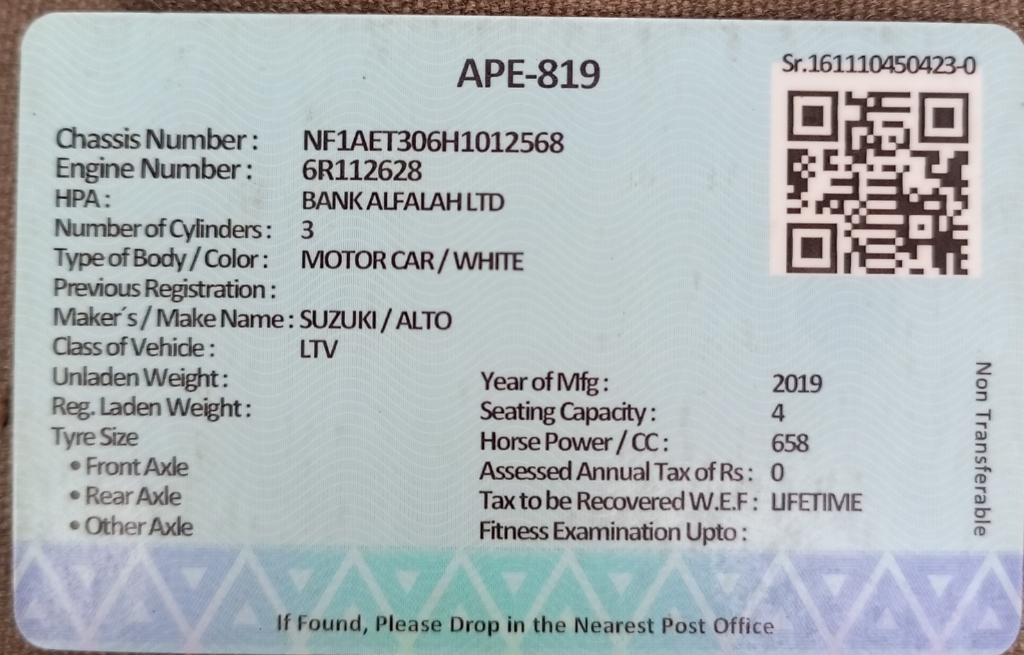 APE-819
Sr.161110450423-0
Chassis Number : NF1AET306H1012568
Engine Number : 6R112628
HPA : BANK ALFALAH LTD
Number of Cylinders : 3
Type of Body / Color : MOTOR CAR / WHITE
Previous Registration :
Maker´s / Make Name : SUZUKI / ALTO
Class of Vehicle : LTV
Unladen Weight :
Reg. Laden Weight :
Tyre Size
• Front Axle
• Rear Axle
• Other Axle
Year of Mfg : 2019
Seating Capacity : 4
Horse Power / CC : 658
Assessed Annual Tax of Rs : 0
Tax to be Recovered W.E.F : LIFETIME
Fitness Examination Upto :
Non Transferable
If Found, Please Drop in the Nearest Post Office